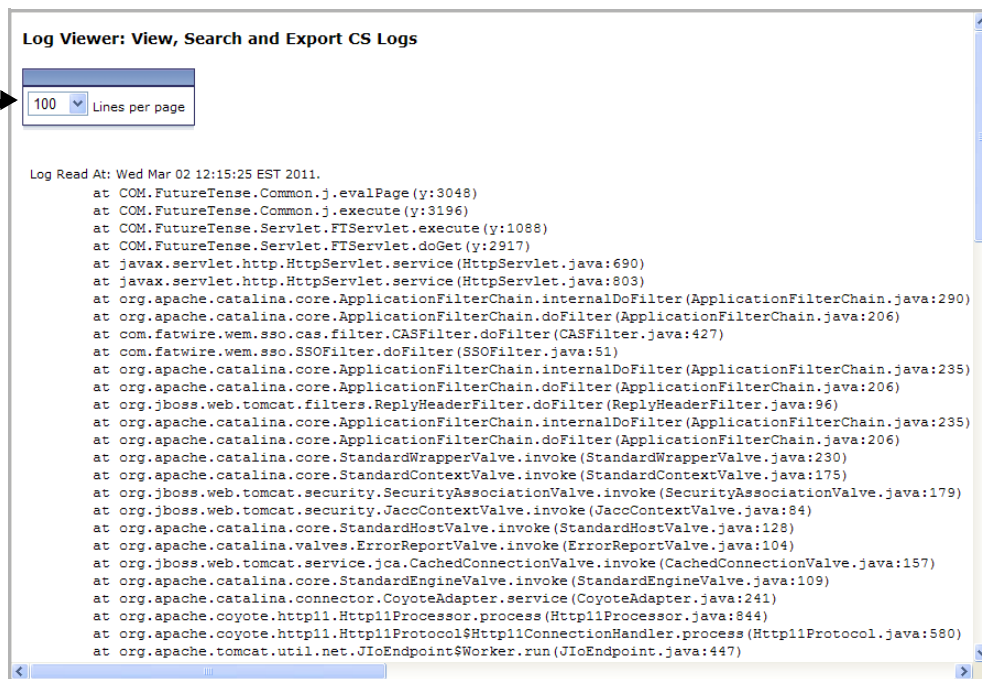 Log Viewer: View, Search and Export CS Logs
100 Lines per page
Log Read At: Wed Mar 02 12:15:25 EST 2011.
at COM.FutureTense.Common.j.evalPage(y:3048)
at COM.FutureTense.Common.j.execute(y:3196)
at COM.FutureTense.Servlet.FTServlet.execute(y:1088)
at COM.FutureTense.Servlet.FTServlet.doGet(y:2917)
at javax.servlet.http.HttpServlet.service(HttpServlet.java:690)
at javax.servlet.http.HttpServlet.service(HttpServlet.java:803)
at org.apache.catalina.core.ApplicationFilterChain.internalDoFilter(ApplicationFilterChain.java:290)
at org.apache.catalina.core.ApplicationFilterChain.doFilter(ApplicationFilterChain.java:206)
at com.fatwire.wem.sso.cas.filter.CASFilter.doFilter(CASFilter.java:427)
at com.fatwire.wem.sso.SSOFilter.doFilter(SSOFilter.java:51)
at org.apache.catalina.core.ApplicationFilterChain.internalDoFilter(ApplicationFilterChain.java:235)
at org.apache.catalina.core.ApplicationFilterChain.doFilter(ApplicationFilterChain.java:206)
at org.jboss.web.tomcat.filters.ReplyHeaderFilter.doFilter(ReplyHeaderFilter.java:96)
at org.apache.catalina.core.ApplicationFilterChain.internalDoFilter(ApplicationFilterChain.java:235)
at org.apache.catalina.core.ApplicationFilterChain.doFilter(ApplicationFilterChain.java:206)
at org.apache.catalina.core.StandardWrapperValve.invoke(StandardWrapperValve.java:230)
at org.apache.catalina.core.StandardContextValve.invoke(StandardContextValve.java:175)
at org.jboss.web.tomcat.security.SecurityAssociationValve.invoke(SecurityAssociationValve.java:179)
at org.jboss.web.tomcat.security.JaccContextValve.invoke(JaccContextValve.java:84)
at org.apache.catalina.core.StandardHostValve.invoke(StandardHostValve.java:128)
at org.apache.catalina.valves.ErrorReportValve.invoke(ErrorReportValve.java:104)
at org.jboss.web.tomcat.service.jca.CachedConnectionValve.invoke(CachedConnectionValve.java:157)
at org.apache.catalina.core.StandardEngineValve.invoke(StandardEngineValve.java:109)
at org.apache.catalina.connector.CoyoteAdapter.service(CoyoteAdapter.java:241)
at org.apache.coyote.http11.Http11Processor.process(Http11Processor.java:844)
at org.apache.coyote.http11.Http11Protocol$Http11ConnectionHandler.process(Http11Protocol.java:580)
at org.apache.tomcat.util.net.JIoEndpoint$Worker.run(JIoEndpoint.java:447)